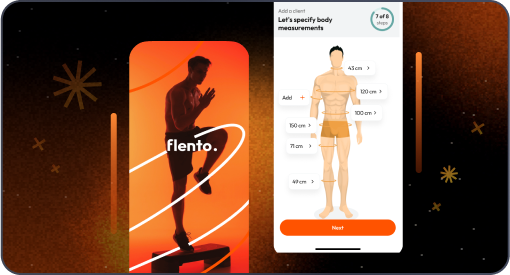 flento.
Add a client
Let's specify body
measurements
7 of 8
steps
43 cm >
Add +
120 cm >
100 cm >
150 cm >
71 cm >
49 cm >
Next